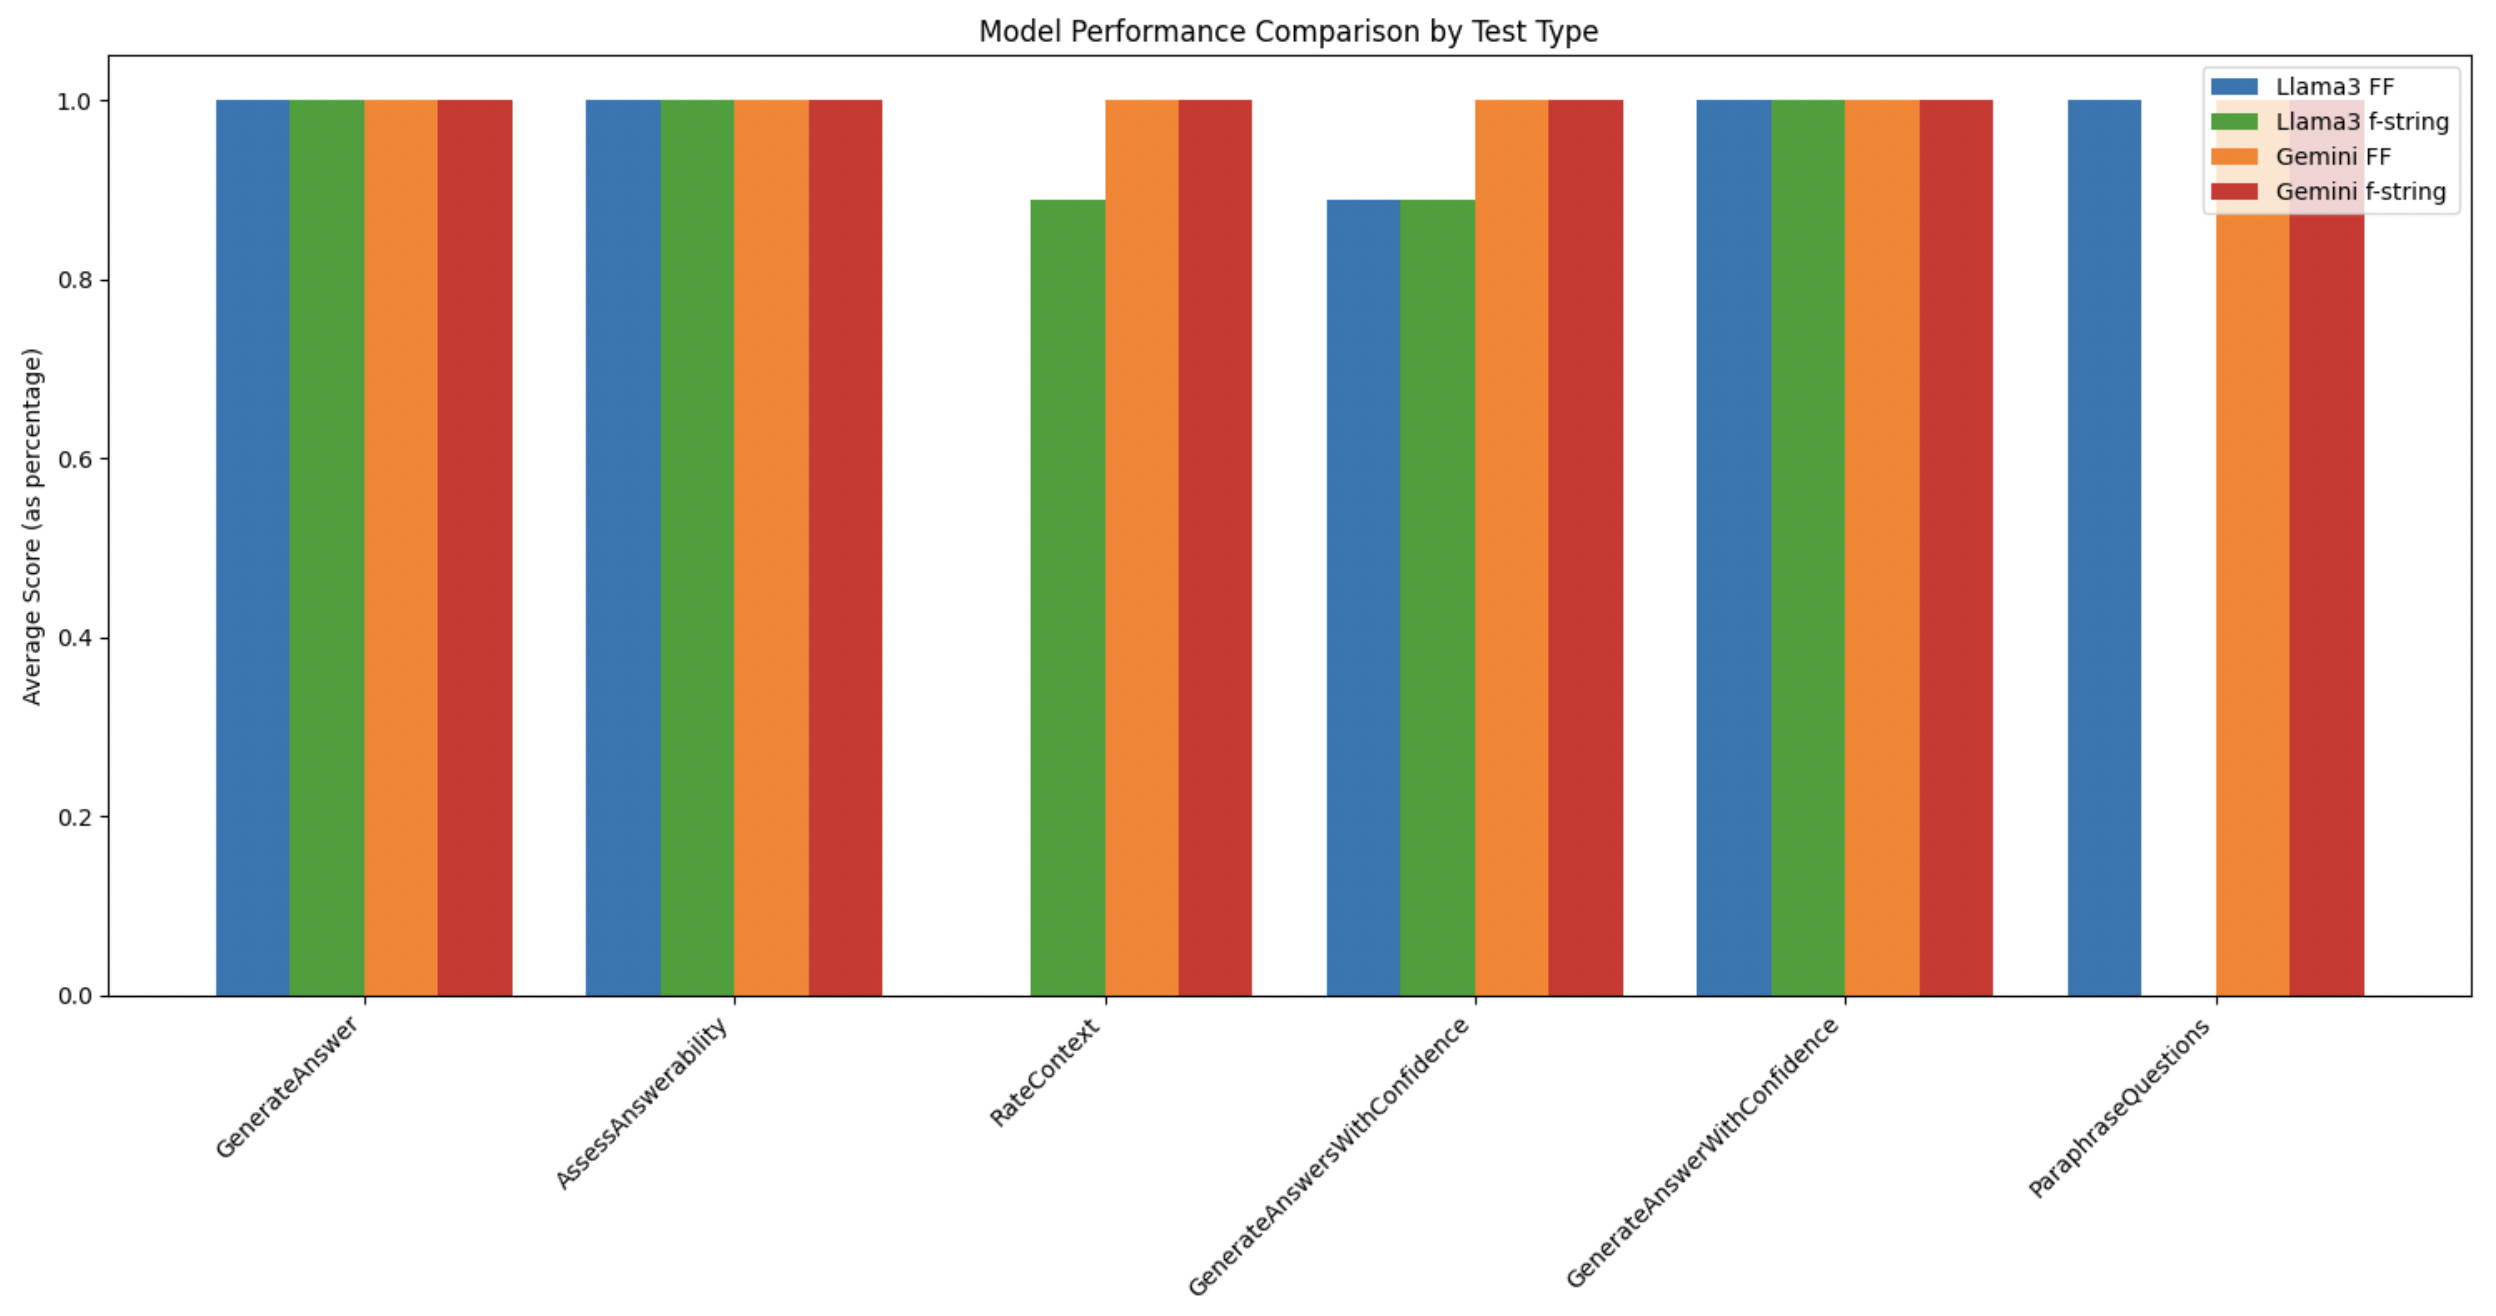 Model Performance Comparison by Test Type
Average Score (as percentage)
1.0
0.8
0.6
0.4
0.2
0.0
Llama3 FF
Llama3 f-string
Gemini FF
Gemini f-string
GenerateAnswer
AssessAnswerability
RateContext
GenerateAnswersWithConfidence
GenerateAnswerWithConfidence
ParaphraseQuestions